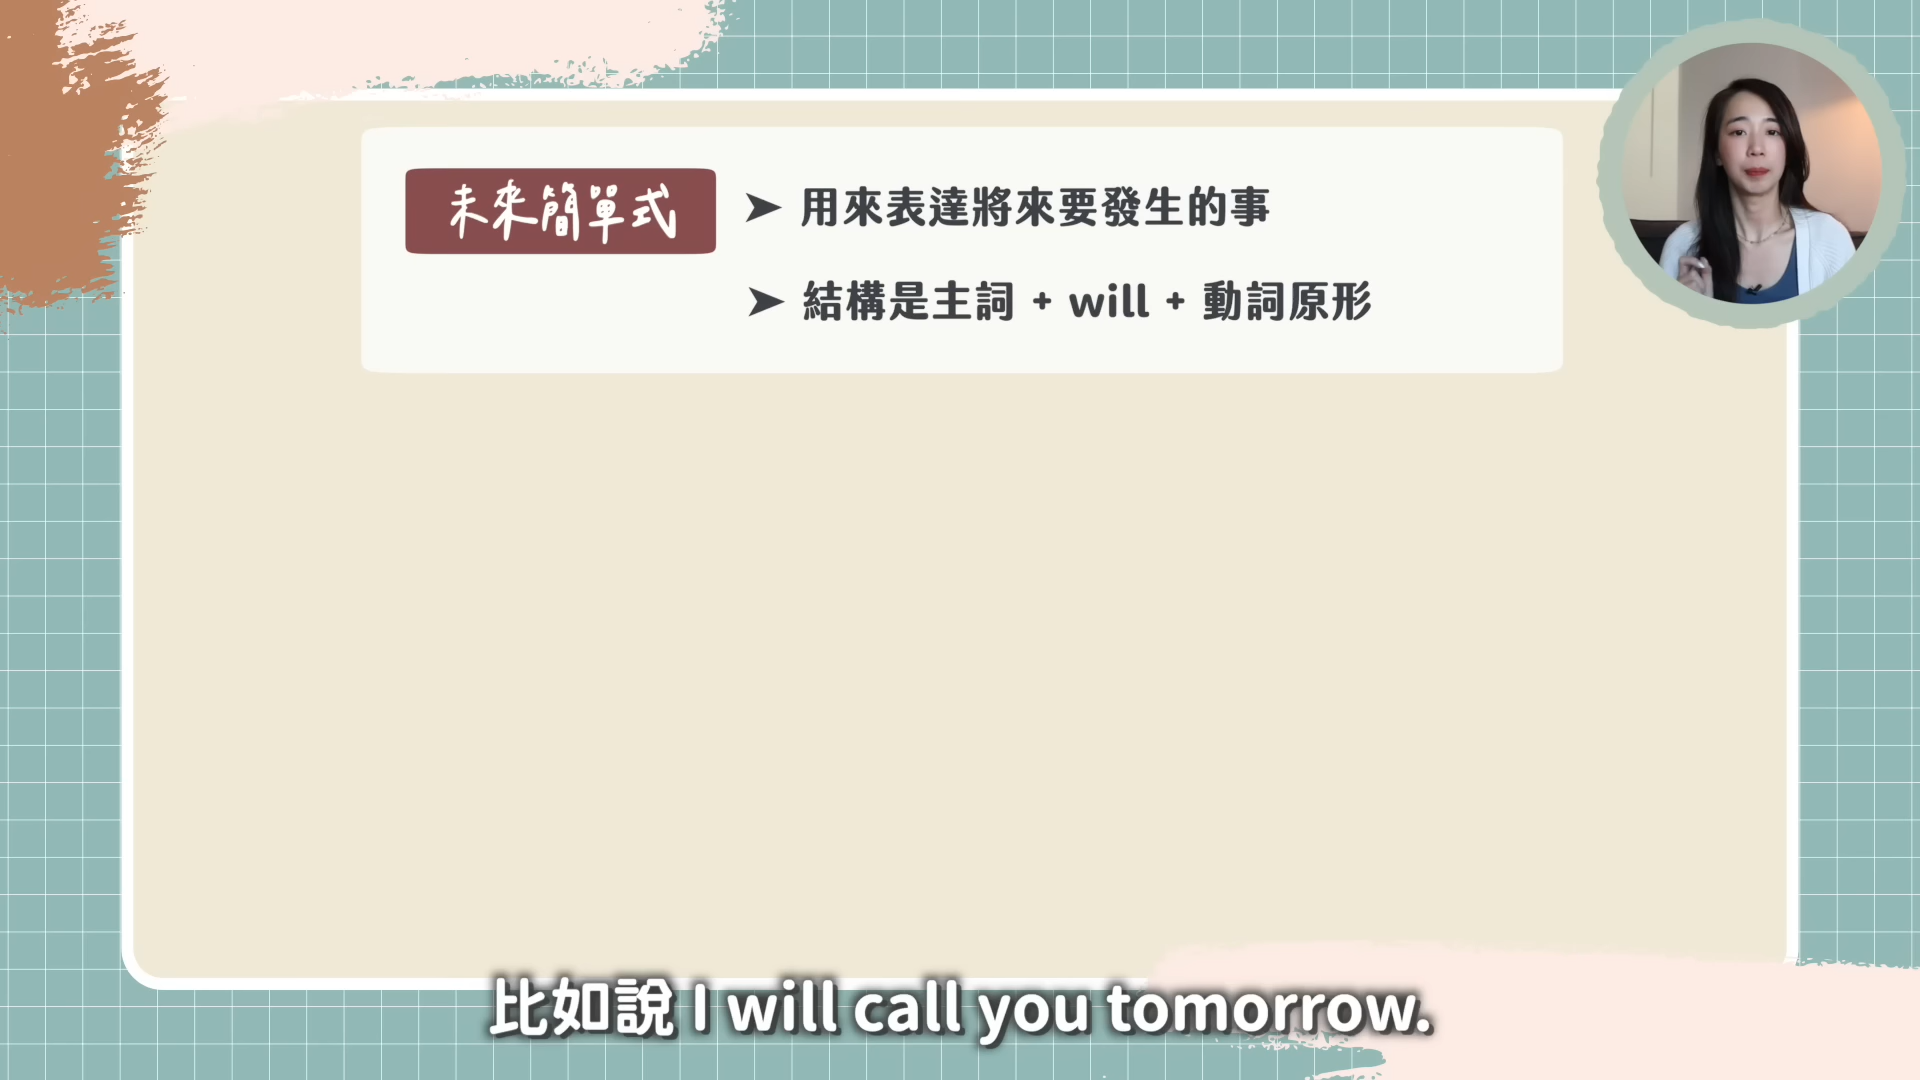 未來簡單式
➤ 用來表達將來要發生的事
➤ 結構是主詞 + will + 動詞原形
比如說 I will call you tomorrow.